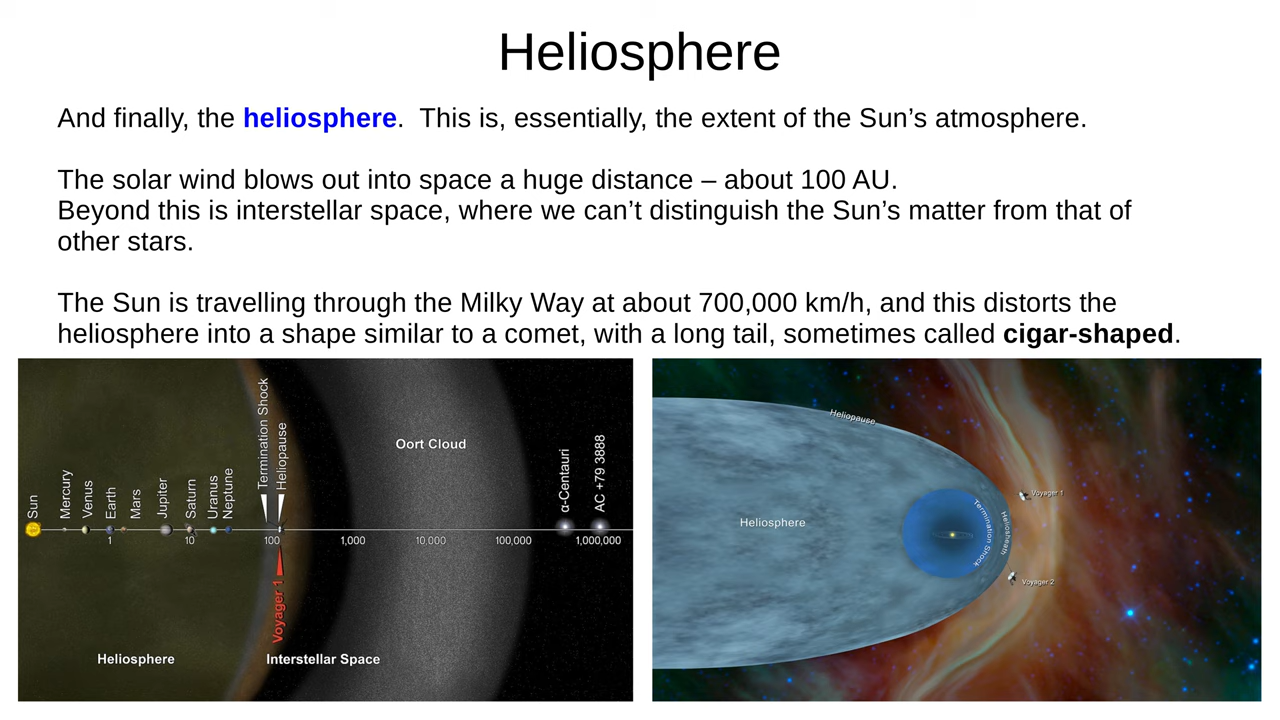 Heliosphere
And finally, the heliosphere.  This is, essentially, the extent of the Sun’s atmosphere.
The solar wind blows out into space a huge distance – about 100 AU.
Beyond this is interstellar space, where we can’t distinguish the Sun’s matter from that of
other stars.
The Sun is travelling through the Milky Way at about 700,000 km/h, and this distorts the
heliosphere into a shape similar to a comet, with a long tail, sometimes called cigar-shaped.
Sun
Mercury
Venus
Earth
Mars
Jupiter
Saturn
Uranus
Neptune
Termination Shock
Heliopause
Oort Cloud
α-Centauri
AC +79 3888
1
10
100
1,000
10,000
100,000
1,000,000
Voyager 1
Heliosphere
Interstellar Space
Heliopause
Heliosphere
Termination Shock
Heliosheath
Voyager 1
Voyager 2